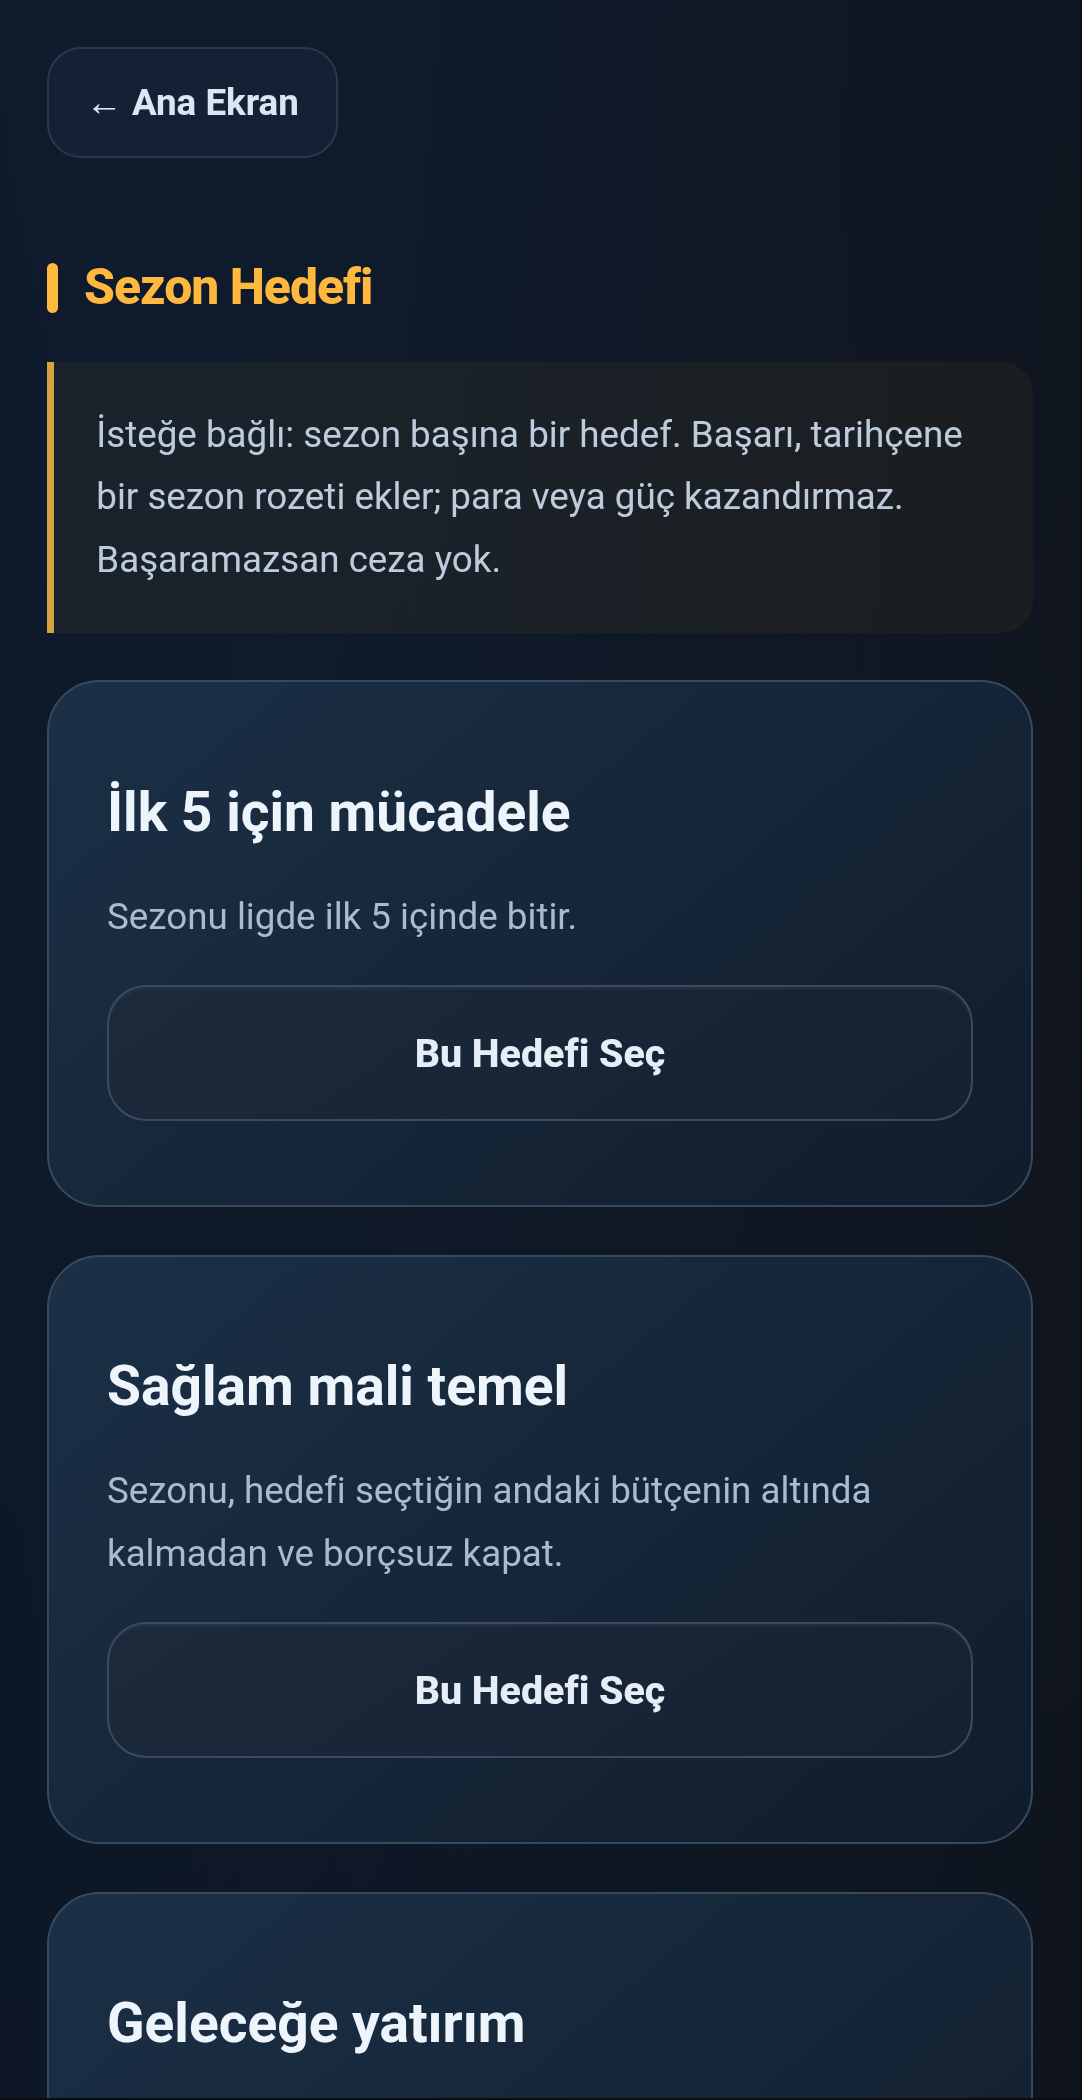 ← Ana Ekran
Sezon Hedefi
İsteğe bağlı: sezon başına bir hedef. Başarı, tarihçene
bir sezon rozeti ekler; para veya güç kazandırmaz.
Başaramazsan ceza yok.
İlk 5 için mücadele
Sezonu ligde ilk 5 içinde bitir.
Bu Hedefi Seç
Sağlam mali temel
Sezonu, hedefi seçtiğin andaki bütçenin altında
kalmadan ve borçsuz kapat.
Bu Hedefi Seç
Geleceğe yatırım